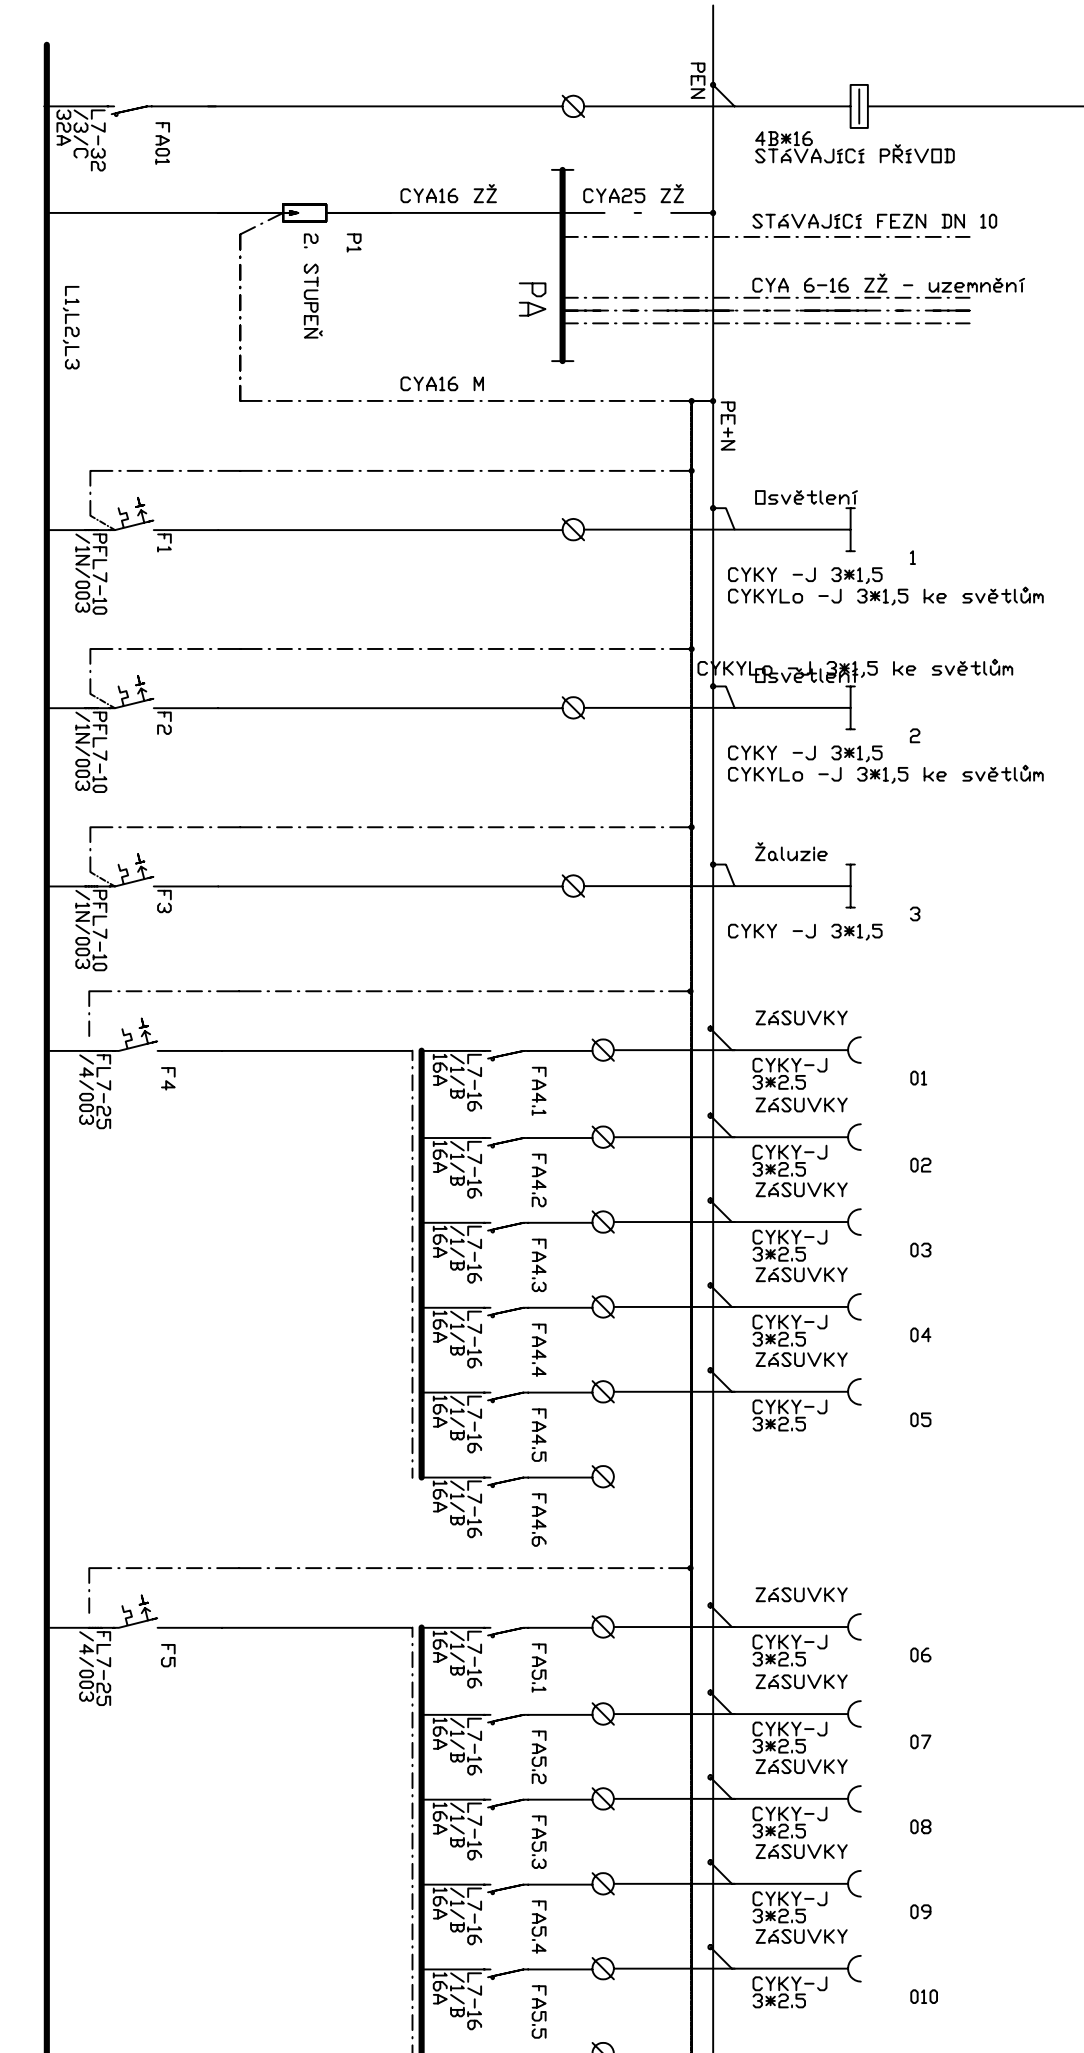 PEN
L7-32
/3/C
32A
FA01
4B*16
STÁVAJÍCÍ PŘÍVOD
CYA16 ZŽ
CYA25 ZŽ
P1
2. STUPEŇ
STÁVAJÍCÍ FEZN DN 10
L1,L2,L3
PA
CYA 6-16 ZŽ - uzemnění
CYA16 M
PE+N
Osvětlení
F1
PFL7-10
/1N/003
1
CYKY -J 3*1,5
CYKYLo -J 3*1,5 ke světlům
CYKYLo -J 3*1,5 ke světlům
Osvětlení
F2
PFL7-10
/1N/003
2
CYKY -J 3*1,5
CYKYLo -J 3*1,5 ke světlům
Žaluzie
F3
PFL7-10
/1N/003
3
CYKY -J 3*1,5
F4
FL7-25
/4/003
ZÁSUVKY
FA4.1
L7-16
/1/B
16A
CYKY-J
3*2.5
01
ZÁSUVKY
FA4.2
L7-16
/1/B
16A
CYKY-J
3*2.5
02
ZÁSUVKY
FA4.3
L7-16
/1/B
16A
CYKY-J
3*2.5
03
ZÁSUVKY
FA4.4
L7-16
/1/B
16A
CYKY-J
3*2.5
04
ZÁSUVKY
FA4.5
L7-16
/1/B
16A
CYKY-J
3*2.5
05
FA4.6
L7-16
/1/B
16A
F5
FL7-25
/4/003
ZÁSUVKY
FA5.1
L7-16
/1/B
16A
CYKY-J
3*2.5
06
ZÁSUVKY
FA5.2
L7-16
/1/B
16A
CYKY-J
3*2.5
07
ZÁSUVKY
FA5.3
L7-16
/1/B
16A
CYKY-J
3*2.5
08
ZÁSUVKY
FA5.4
L7-16
/1/B
16A
CYKY-J
3*2.5
09
ZÁSUVKY
FA5.5
L7-16
/1/B
16A
CYKY-J
3*2.5
010